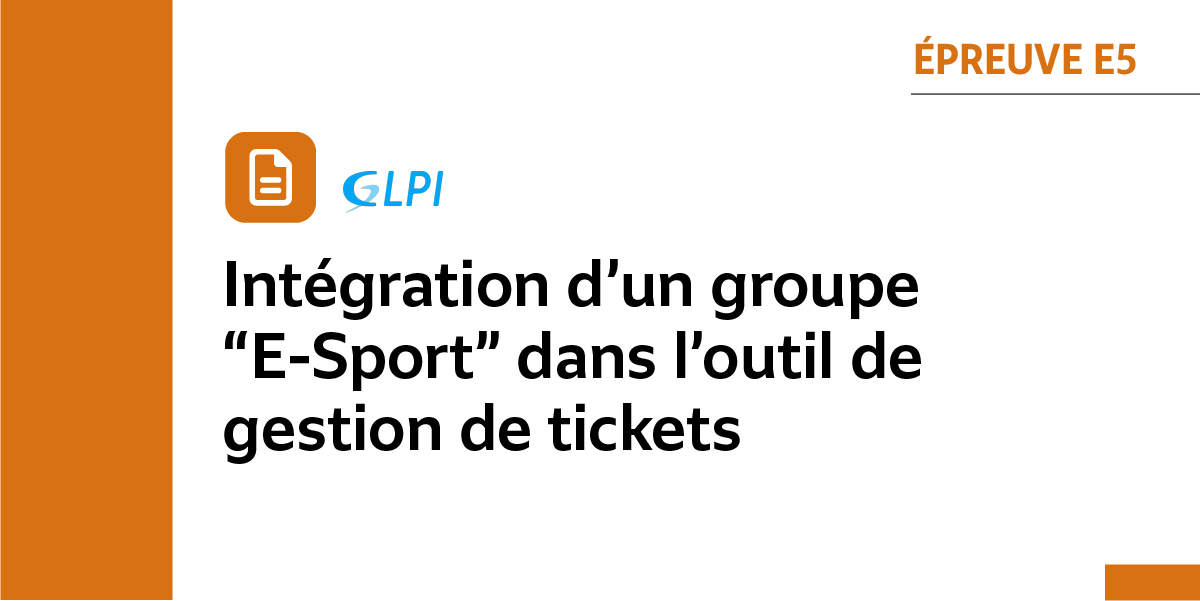 ÉPREUVE E5
GLPI
Intégration d’un groupe
“E-Sport” dans l’outil de
gestion de tickets